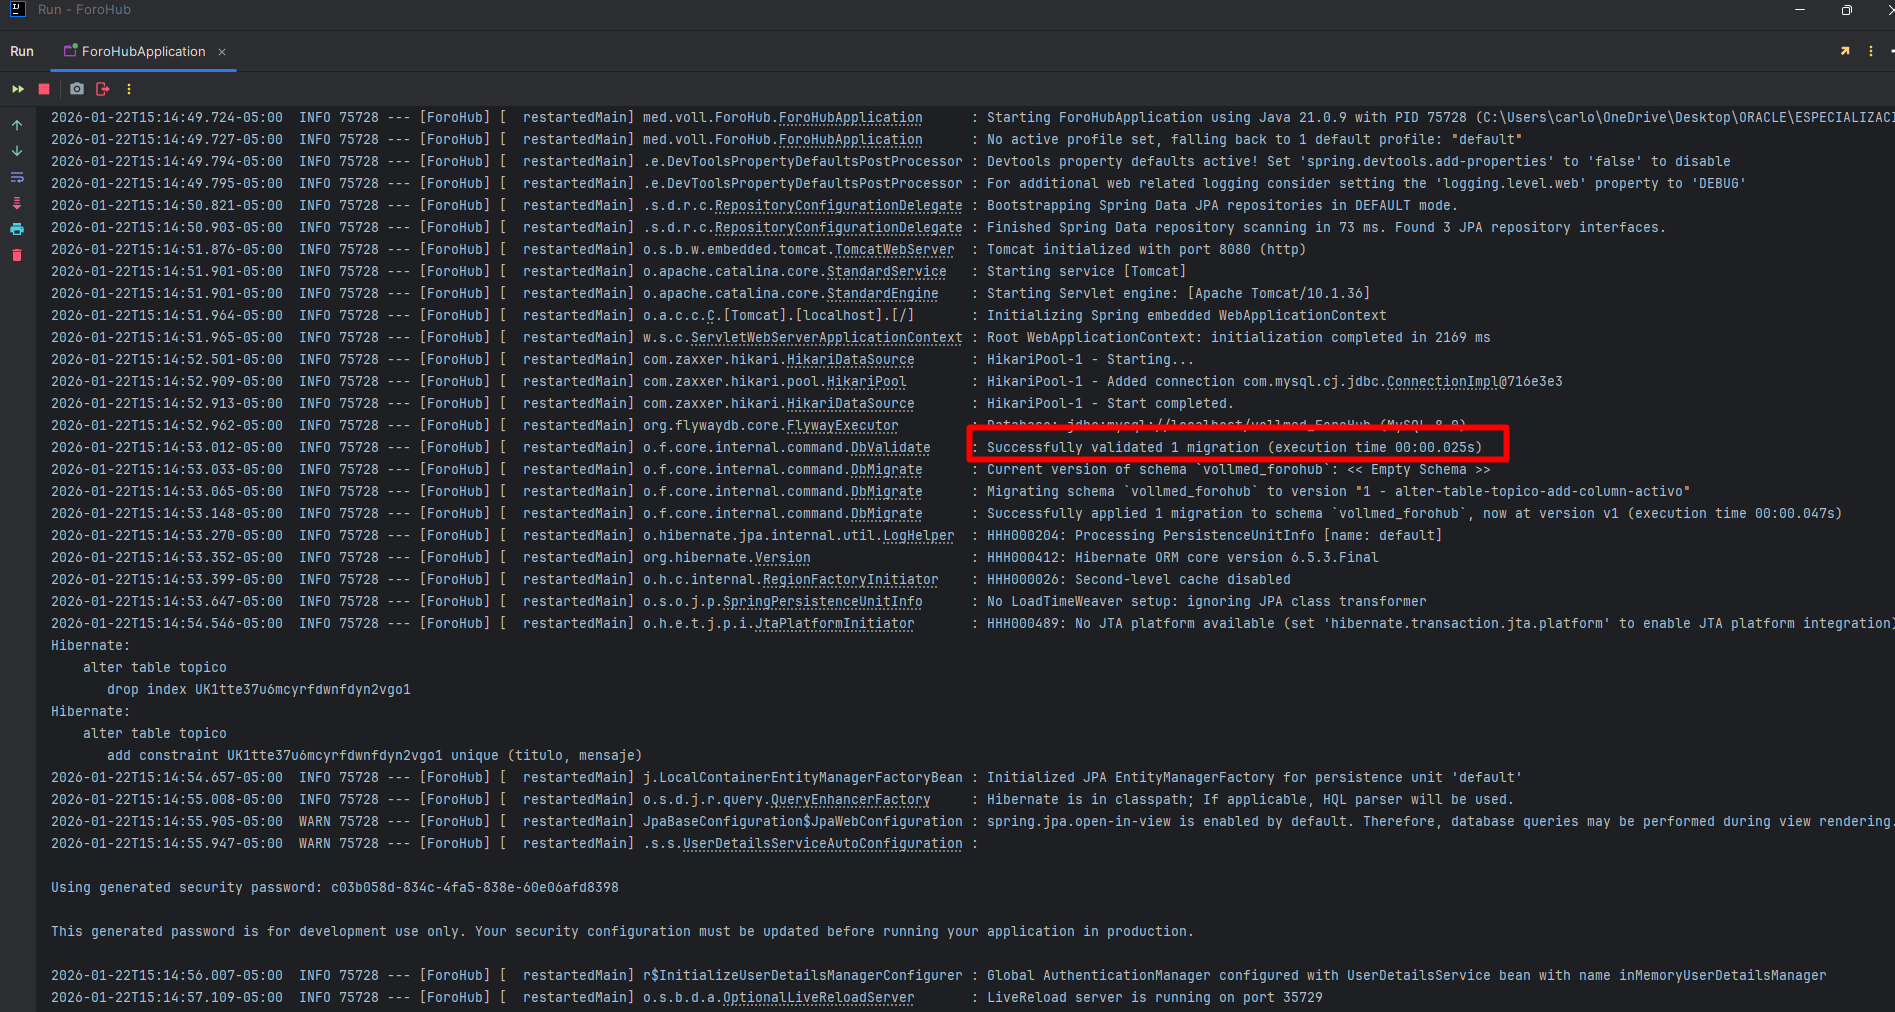 Run - ForoHub
Run ForoHubApplication
2026-01-22T15:14:49.724-05:00  INFO 75728 --- [ForoHub] [  restartedMain] med.voll.ForoHub.ForoHubApplication      : Starting ForoHubApplication using Java 21.0.9 with PID 75728 (C:\Users\carlo\OneDrive\Desktop\ORACLE\ESPECIALIZACI
2026-01-22T15:14:49.727-05:00  INFO 75728 --- [ForoHub] [  restartedMain] med.voll.ForoHub.ForoHubApplication      : No active profile set, falling back to 1 default profile: "default"
2026-01-22T15:14:49.794-05:00  INFO 75728 --- [ForoHub] [  restartedMain] .e.DevToolsPropertyDefaultsPostProcessor : Devtools property defaults active! Set 'spring.devtools.add-properties' to 'false' to disable
2026-01-22T15:14:49.795-05:00  INFO 75728 --- [ForoHub] [  restartedMain] .e.DevToolsPropertyDefaultsPostProcessor : For additional web related logging consider setting the 'logging.level.web' property to 'DEBUG'
2026-01-22T15:14:50.821-05:00  INFO 75728 --- [ForoHub] [  restartedMain] .s.d.r.c.RepositoryConfigurationDelegate : Bootstrapping Spring Data JPA repositories in DEFAULT mode.
2026-01-22T15:14:50.903-05:00  INFO 75728 --- [ForoHub] [  restartedMain] .s.d.r.c.RepositoryConfigurationDelegate : Finished Spring Data repository scanning in 73 ms. Found 3 JPA repository interfaces.
2026-01-22T15:14:51.876-05:00  INFO 75728 --- [ForoHub] [  restartedMain] o.s.b.w.embedded.tomcat.TomcatWebServer  : Tomcat initialized with port 8080 (http)
2026-01-22T15:14:51.901-05:00  INFO 75728 --- [ForoHub] [  restartedMain] o.apache.catalina.core.StandardService   : Starting service [Tomcat]
2026-01-22T15:14:51.901-05:00  INFO 75728 --- [ForoHub] [  restartedMain] o.apache.catalina.core.StandardEngine    : Starting Servlet engine: [Apache Tomcat/10.1.36]
2026-01-22T15:14:51.964-05:00  INFO 75728 --- [ForoHub] [  restartedMain] o.a.c.c.C.[Tomcat].[localhost].[/]       : Initializing Spring embedded WebApplicationContext
2026-01-22T15:14:51.965-05:00  INFO 75728 --- [ForoHub] [  restartedMain] w.s.c.ServletWebServerApplicationContext : Root WebApplicationContext: initialization completed in 2169 ms
2026-01-22T15:14:52.501-05:00  INFO 75728 --- [ForoHub] [  restartedMain] com.zaxxer.hikari.HikariDataSource       : HikariPool-1 - Starting...
2026-01-22T15:14:52.909-05:00  INFO 75728 --- [ForoHub] [  restartedMain] com.zaxxer.hikari.pool.HikariPool        : HikariPool-1 - Added connection com.mysql.cj.jdbc.ConnectionImpl@716e3e3
2026-01-22T15:14:52.913-05:00  INFO 75728 --- [ForoHub] [  restartedMain] com.zaxxer.hikari.HikariDataSource       : HikariPool-1 - Start completed.
2026-01-22T15:14:52.962-05:00  INFO 75728 --- [ForoHub] [  restartedMain] org.flywaydb.core.FlywayExecutor         : Database: jdbc:mysql://localhost/vollmed_ForoHub (MySQL 8.0)
2026-01-22T15:14:53.012-05:00  INFO 75728 --- [ForoHub] [  restartedMain] o.f.core.internal.command.DbValidate     : Successfully validated 1 migration (execution time 00:00.025s)
2026-01-22T15:14:53.033-05:00  INFO 75728 --- [ForoHub] [  restartedMain] o.f.core.internal.command.DbMigrate      : Current version of schema `vollmed_forohub`: << Empty Schema >>
2026-01-22T15:14:53.065-05:00  INFO 75728 --- [ForoHub] [  restartedMain] o.f.core.internal.command.DbMigrate      : Migrating schema `vollmed_forohub` to version "1 - alter-table-topico-add-column-activo"
2026-01-22T15:14:53.148-05:00  INFO 75728 --- [ForoHub] [  restartedMain] o.f.core.internal.command.DbMigrate      : Successfully applied 1 migration to schema `vollmed_forohub`, now at version v1 (execution time 00:00.047s)
2026-01-22T15:14:53.270-05:00  INFO 75728 --- [ForoHub] [  restartedMain] o.hibernate.jpa.internal.util.LogHelper  : HHH000204: Processing PersistenceUnitInfo [name: default]
2026-01-22T15:14:53.352-05:00  INFO 75728 --- [ForoHub] [  restartedMain] org.hibernate.Version                    : HHH000412: Hibernate ORM core version 6.5.3.Final
2026-01-22T15:14:53.399-05:00  INFO 75728 --- [ForoHub] [  restartedMain] o.h.c.internal.RegionFactoryInitiator    : HHH000026: Second-level cache disabled
2026-01-22T15:14:53.647-05:00  INFO 75728 --- [ForoHub] [  restartedMain] o.s.o.j.p.SpringPersistenceUnitInfo      : No LoadTimeWeaver setup: ignoring JPA class transformer
2026-01-22T15:14:54.546-05:00  INFO 75728 --- [ForoHub] [  restartedMain] o.h.e.t.j.p.i.JtaPlatformInitiator       : HHH000489: No JTA platform available (set 'hibernate.transaction.jta.platform' to enable JTA platform integration)
Hibernate:
    alter table topico
       drop index UK1tte37u6mcyrfdwnfdyn2vgo1
Hibernate:
    alter table topico
       add constraint UK1tte37u6mcyrfdwnfdyn2vgo1 unique (titulo, mensaje)
2026-01-22T15:14:54.657-05:00  INFO 75728 --- [ForoHub] [  restartedMain] j.LocalContainerEntityManagerFactoryBean : Initialized JPA EntityManagerFactory for persistence unit 'default'
2026-01-22T15:14:55.008-05:00  INFO 75728 --- [ForoHub] [  restartedMain] o.s.d.j.r.query.QueryEnhancerFactory     : Hibernate is in classpath; If applicable, HQL parser will be used.
2026-01-22T15:14:55.905-05:00  WARN 75728 --- [ForoHub] [  restartedMain] JpaBaseConfiguration$JpaWebConfiguration : spring.jpa.open-in-view is enabled by default. Therefore, database queries may be performed during view rendering.
2026-01-22T15:14:55.947-05:00  WARN 75728 --- [ForoHub] [  restartedMain] .s.s.UserDetailsServiceAutoConfiguration :
Using generated security password: c03b058d-834c-4fa5-838e-60e06afd8398
This generated password is for development use only. Your security configuration must be updated before running your application in production.
2026-01-22T15:14:56.007-05:00  INFO 75728 --- [ForoHub] [  restartedMain] r$InitializeUserDetailsManagerConfigurer : Global AuthenticationManager configured with UserDetailsService bean with name inMemoryUserDetailsManager
2026-01-22T15:14:57.109-05:00  INFO 75728 --- [ForoHub] [  restartedMain] o.s.b.d.a.OptionalLiveReloadServer       : LiveReload server is running on port 35729